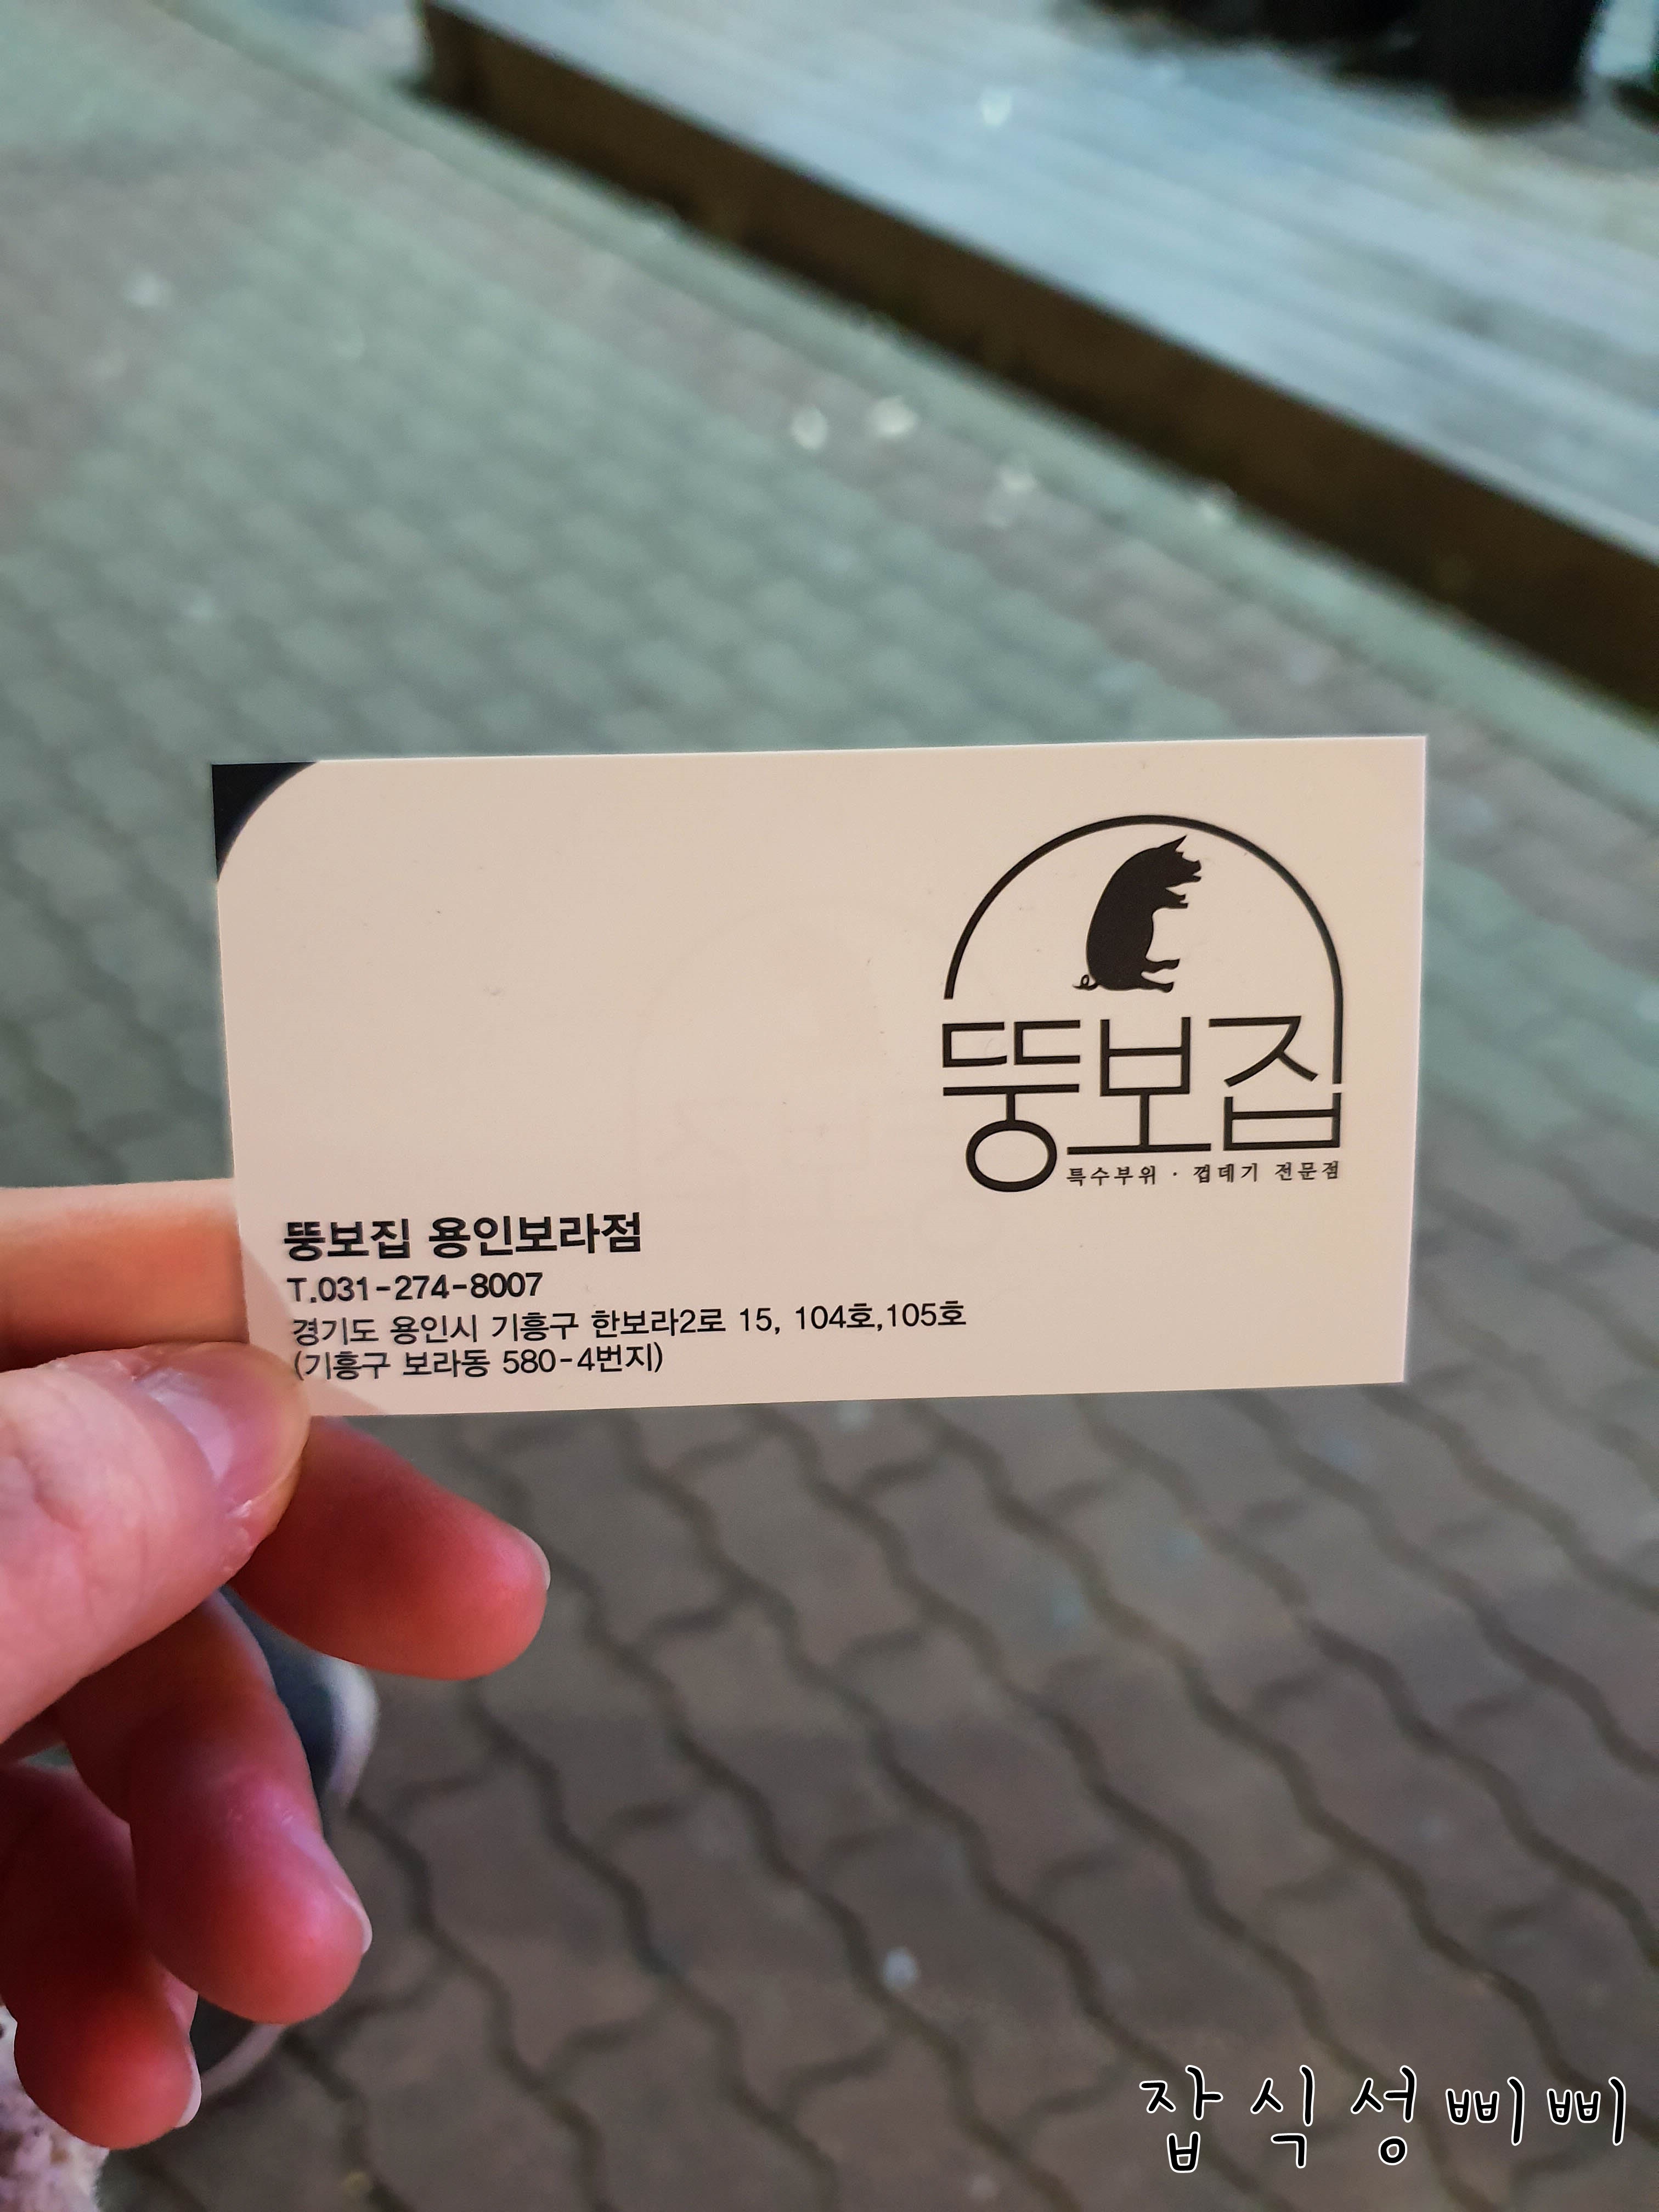 뚱보집
특수부위 · 껍데기 전문점
뚱보집 용인보라점
T.031-274-8007
경기도 용인시 기흥구 한보라2로 15, 104호,105호
(기흥구 보라동 580-4번지)
잡식성삐삐